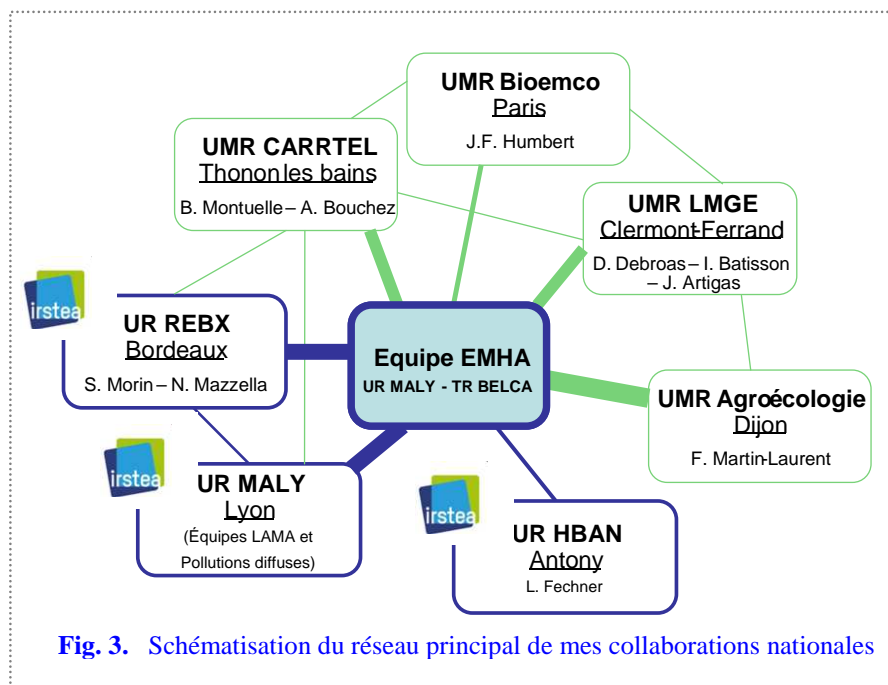 UMR Bioemco
Paris
J.F. Humbert
UMR CARRTEL
Thonon les bains
B. Montuelle – A. Bouchez
UMR LMGE
Clermont-Ferrand
D. Debroas – I. Batisson
– J. Artigas
irstea
UR REBX
Bordeaux
S. Morin – N. Mazzella
Equipe EMHA
UR MALY - TR BELCA
UMR Agroécologie
Dijon
F. Martin-Laurent
irstea
UR MALY
Lyon
(Équipes LAMA et
Pollutions diffuses)
irstea
UR HBAN
Antony
L. Fechner
Fig. 3. Schématisation du réseau principal de mes collaborations nationales